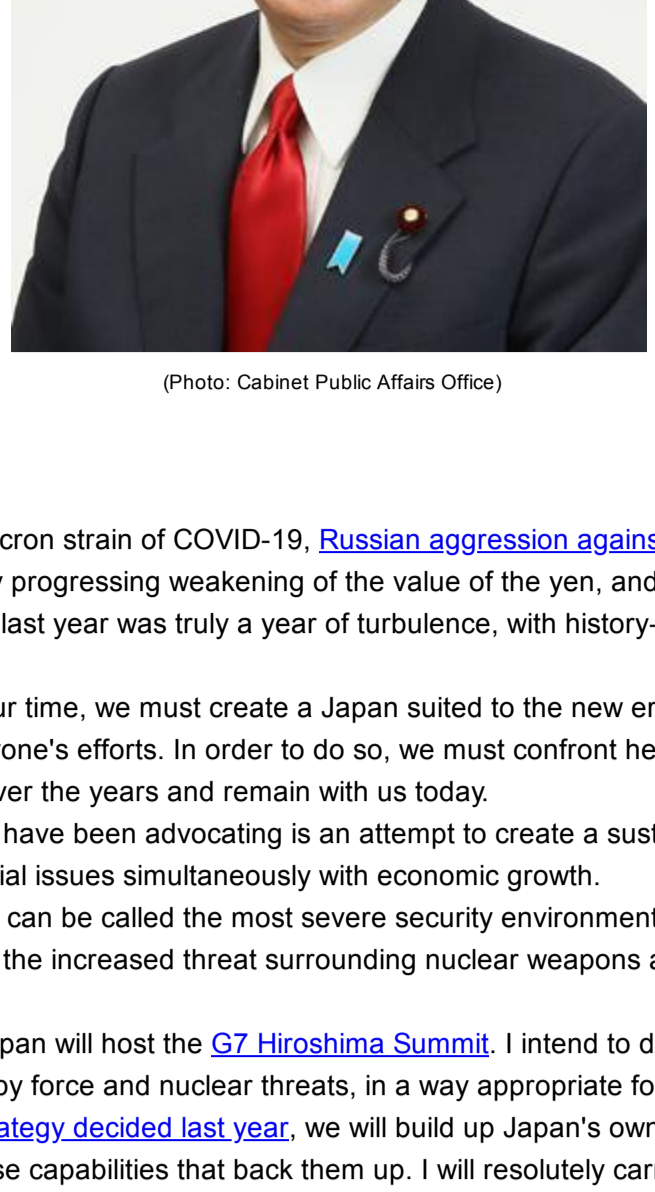 (Photo: Cabinet Public Affairs Office)
cron strain of COVID-19, Russian aggression agains
progressing weakening of the value of the yen, and
last year was truly a year of turbulence, with history-
ur time, we must create a Japan suited to the new er
one's efforts. In order to do so, we must confront he
ver the years and remain with us today.
have been advocating is an attempt to create a sust
ial issues simultaneously with economic growth.
can be called the most severe security environment
the increased threat surrounding nuclear weapons a
pan will host the G7 Hiroshima Summit. I intend to d
by force and nuclear threats, in a way appropriate fo
ategy decided last year, we will build up Japan's own
se capabilities that back them up. I will resolutely car